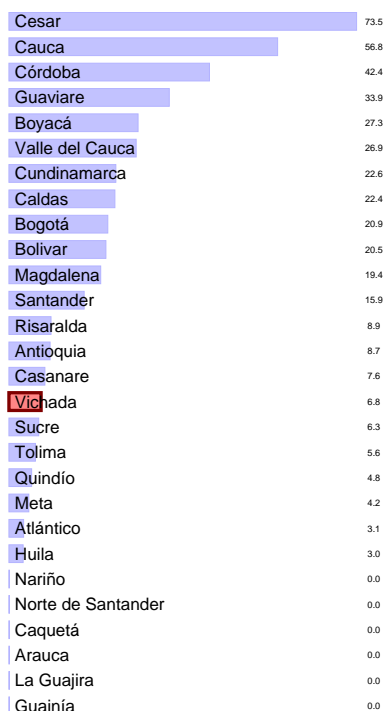 Cesar 73.5
Cauca 56.8
Córdoba 42.4
Guaviare 33.9
Boyacá 27.3
Valle del Cauca 26.9
Cundinamarca 22.6
Caldas 22.4
Bogotá 20.9
Bolivar 20.5
Magdalena 19.4
Santander 15.9
Risaralda 8.9
Antioquia 8.7
Casanare 7.6
Vichada 6.8
Sucre 6.3
Tolima 5.6
Quindío 4.8
Meta 4.2
Atlántico 3.1
Huila 3.0
Nariño 0.0
Norte de Santander 0.0
Caquetá 0.0
Arauca 0.0
La Guajira 0.0
Guainía 0.0